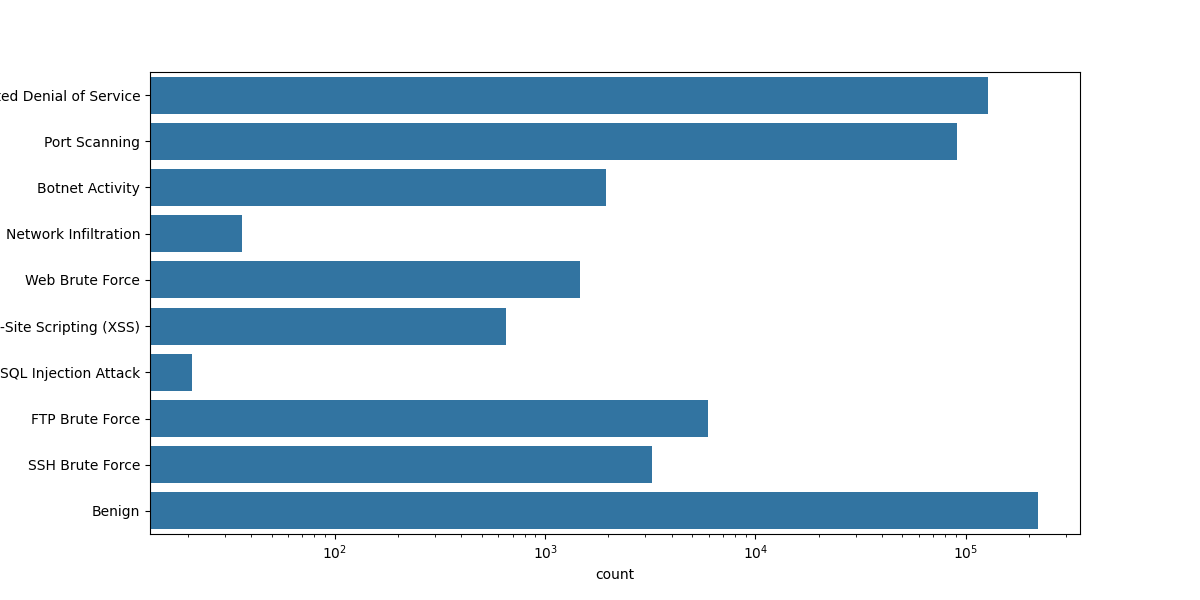 ed Denial of Service
Port Scanning
Botnet Activity
Network Infiltration
Web Brute Force
-Site Scripting (XSS)
SQL Injection Attack
FTP Brute Force
SSH Brute Force
Benign
10² 10³ 10⁴ 10⁵
count